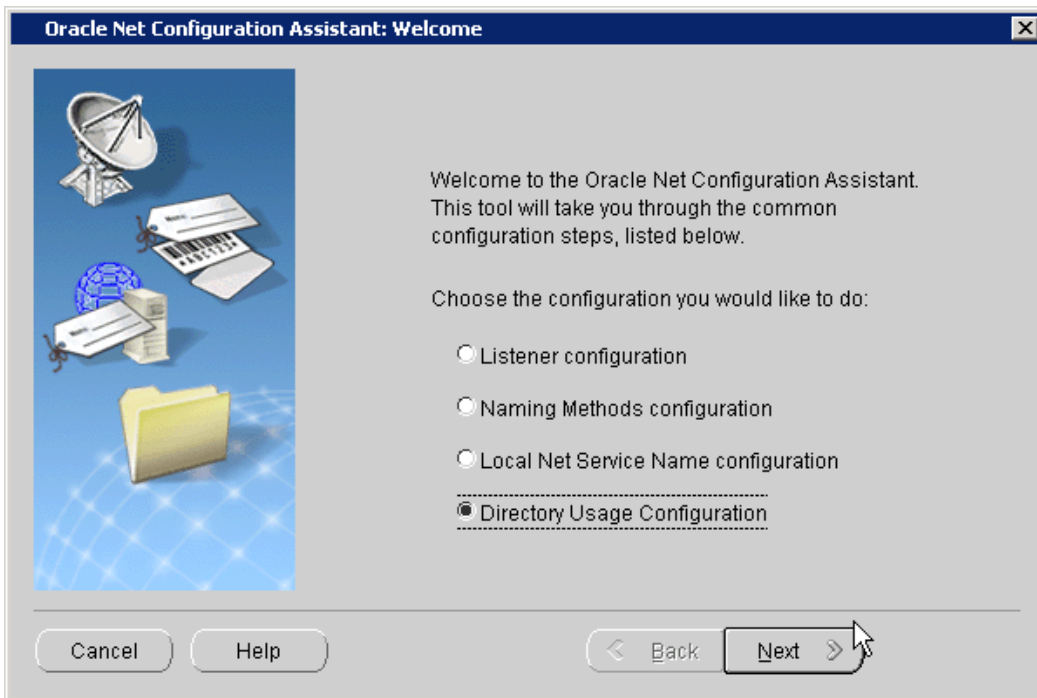 Oracle Net Configuration Assistant: Welcome
Welcome to the Oracle Net Configuration Assistant.
This tool will take you through the common
configuration steps, listed below.
Choose the configuration you would like to do:
Listener configuration
Naming Methods configuration
Local Net Service Name configuration
Directory Usage Configuration
Cancel
Help
Back
Next